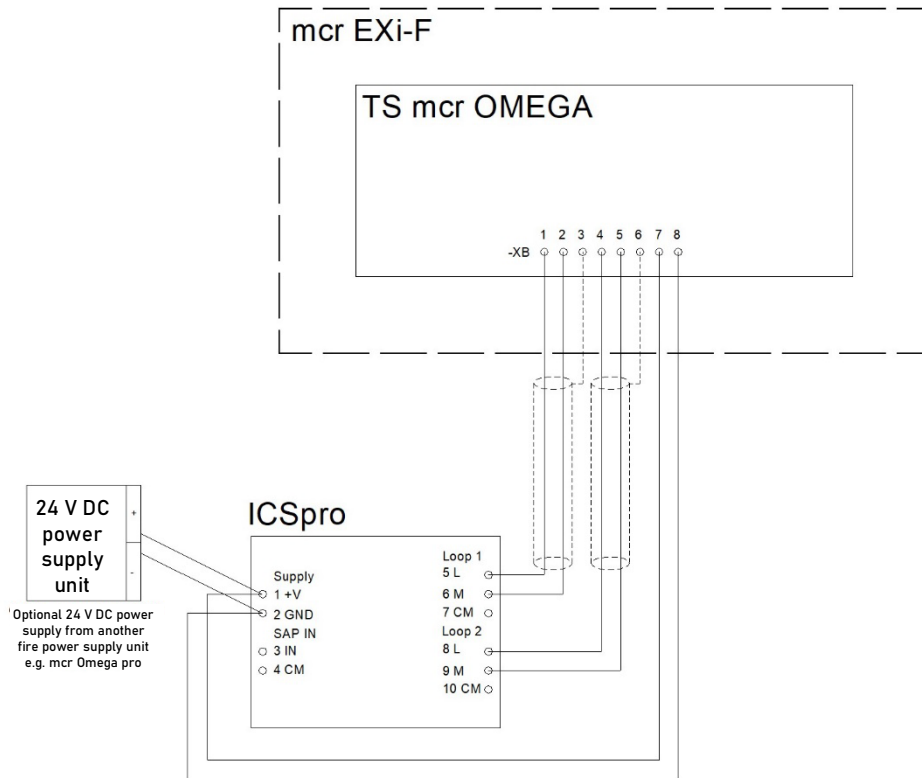 mcr EXi-F
TS mcr OMEGA
1 2 3 4 5 6 7 8
-XB
24 V DC
power
supply
unit
+
-
' Optional 24 V DC power
supply from another
fire power supply unit
e.g. mcr Omega pro
ICSpro
Supply
1 +V
2 GND
SAP IN
3 IN
4 CM
Loop 1
5 L
6 M
7 CM
Loop 2
8 L
9 M
10 CM